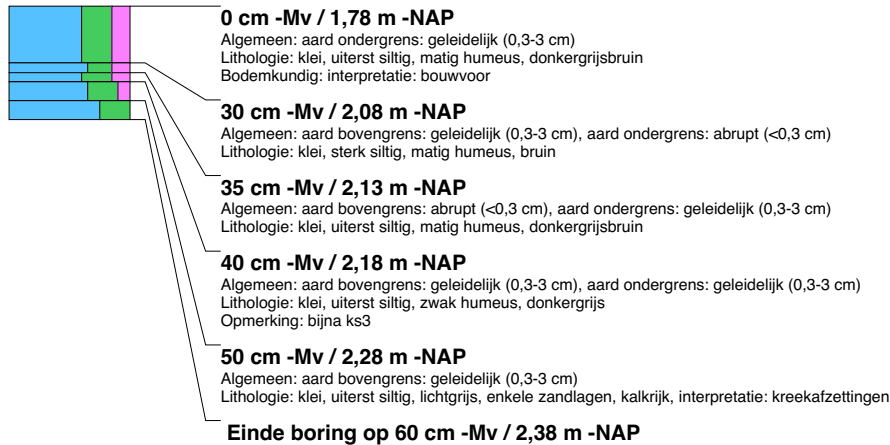 0 cm -Mv / 1,78 m -NAP
Algemeen: aard ondergrens: geleidelijk (0,3-3 cm)
Lithologie: klei, uiterst siltig, matig humeus, donkergrijsbruin
Bodemkundig: interpretatie: bouwvoor
30 cm -Mv / 2,08 m -NAP
Algemeen: aard bovengrens: geleidelijk (0,3-3 cm), aard ondergrens: abrupt (<0,3 cm)
Lithologie: klei, sterk siltig, matig humeus, bruin
35 cm -Mv / 2,13 m -NAP
Algemeen: aard bovengrens: abrupt (<0,3 cm), aard ondergrens: geleidelijk (0,3-3 cm)
Lithologie: klei, uiterst siltig, matig humeus, donkergrijsbruin
40 cm -Mv / 2,18 m -NAP
Algemeen: aard bovengrens: geleidelijk (0,3-3 cm), aard ondergrens: geleidelijk (0,3-3 cm)
Lithologie: klei, uiterst siltig, zwak humeus, donkergrijs
Opmerking: bijna ks3
50 cm -Mv / 2,28 m -NAP
Algemeen: aard bovengrens: geleidelijk (0,3-3 cm)
Lithologie: klei, uiterst siltig, lichtgrijs, enkele zandlagen, kalkrijk, interpretatie: kreekafzettingen
Einde boring op 60 cm -Mv / 2,38 m -NAP